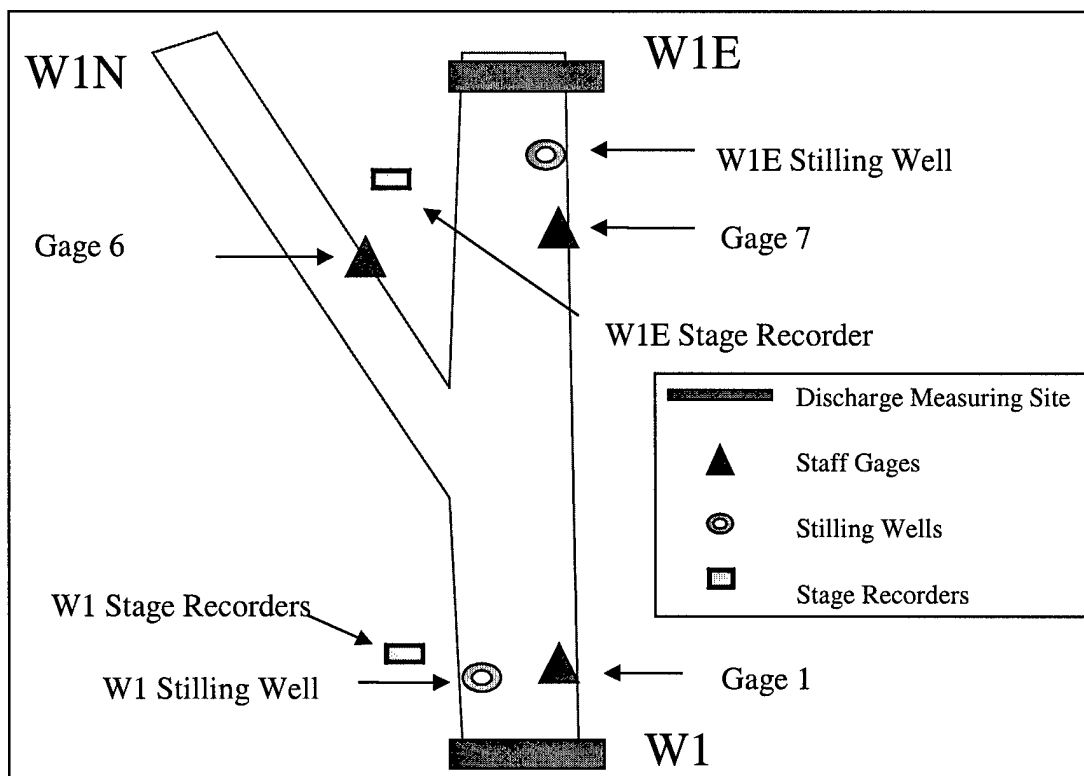 W1N
W1E
W1E Stilling Well
Gage 6
Gage 7
W1E Stage Recorder
Discharge Measuring Site
Staff Gages
Stilling Wells
Stage Recorders
W1 Stage Recorders
W1 Stilling Well
Gage 1
W1